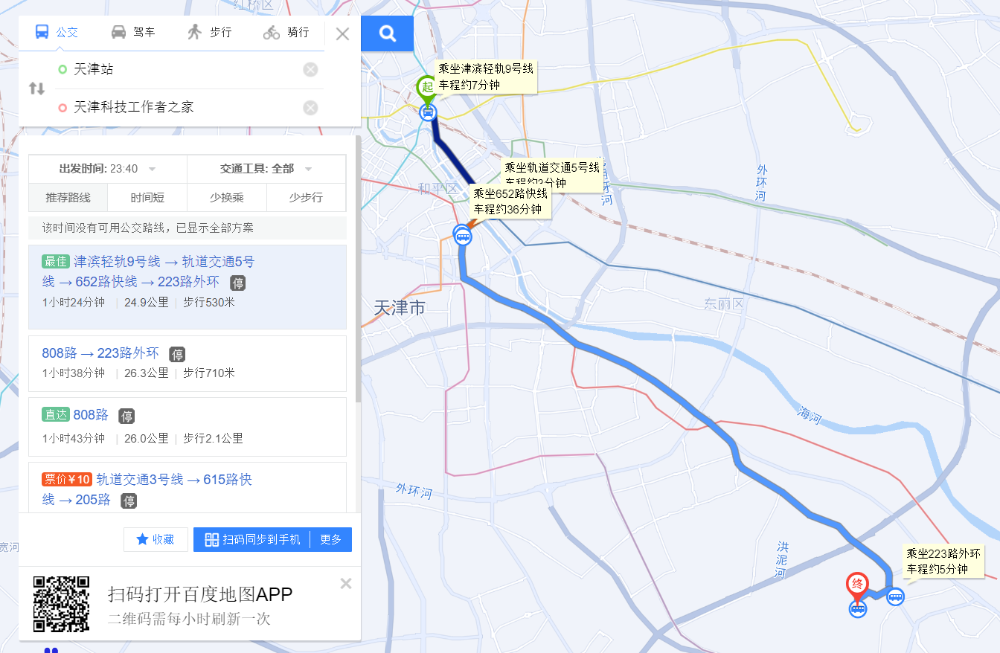 红桥区
公交
驾车
步行
骑行
天津站
天津科技工作者之家
出发时间: 23:40
交通工具: 全部
推荐路线
时间短
少换乘
少步行
该时间没有可用公交路线，已显示全部方案
最佳 津滨轻轨9号线 → 轨道交通5号
线 → 652路快线 → 223路外环 停
1小时24分钟 | 24.9公里 | 步行530米
808路 → 223路外环 停
1小时38分钟 | 26.3公里 | 步行710米
直达 808路 停
1小时43分钟 | 26.0公里 | 步行2.1公里
票价¥10 轨道交通3号线 → 615路快
线 → 205路 停
收藏
扫码同步到手机
更多
扫码打开百度地图APP
二维码需每小时刷新一次
乘坐津滨轻轨9号线
车程约7分钟
起
乘坐轨道交通5号线
乘坐652路快线
车程约36分钟
和平区
外环河
天津市
东丽区
海河
外环河
洪泥河
乘坐223路外环
车程约5分钟
终
宽河